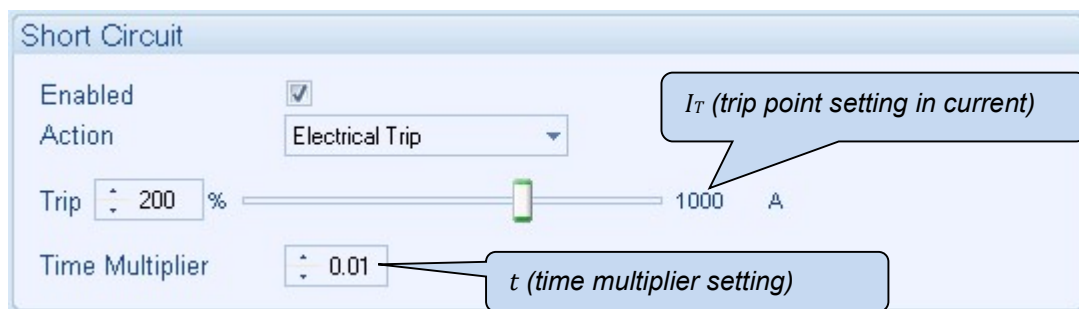 Short Circuit
Enabled
I_T (trip point setting in current)
Action Electrical Trip
Trip 200 % 1000 A
Time Multiplier 0.01
t (time multiplier setting)